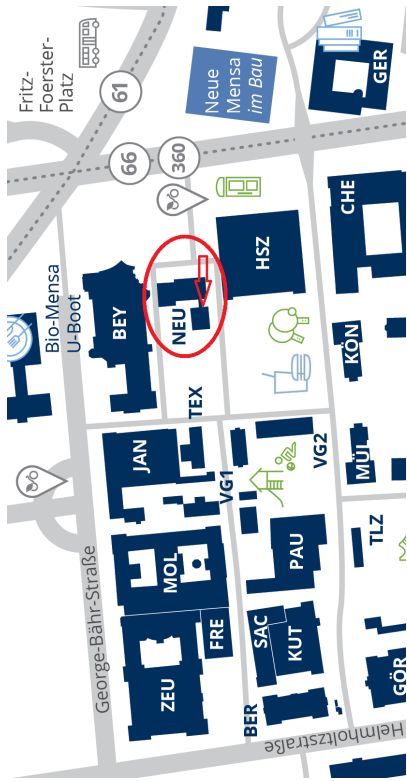 Fritz-
Foerster-
Platz
61
66
360
Neue
Mensa
im Bau
GER
CHE
HSZ
Bio-Mensa
U-Boot
BEY
NEU
KÖN
TEX
JAN
VG1
VG2
MÜL
George-Bähr-Straße
MOL
PAU
TLZ
FRE
SAC
KUT
ZEU
BER
GÖR
Helmholtzstraße